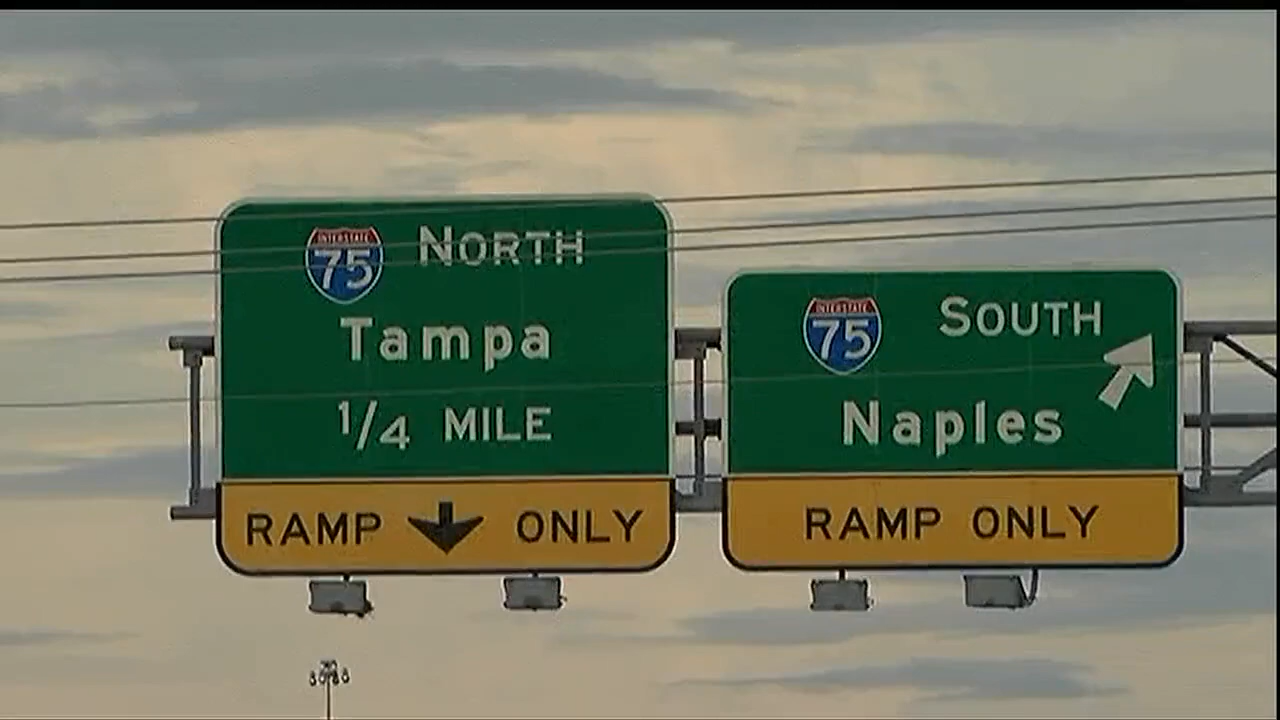 INTERSTATE
75 NORTH
Tampa
1/4 MILE
RAMP ONLY
INTERSTATE
75 SOUTH
Naples
RAMP ONLY